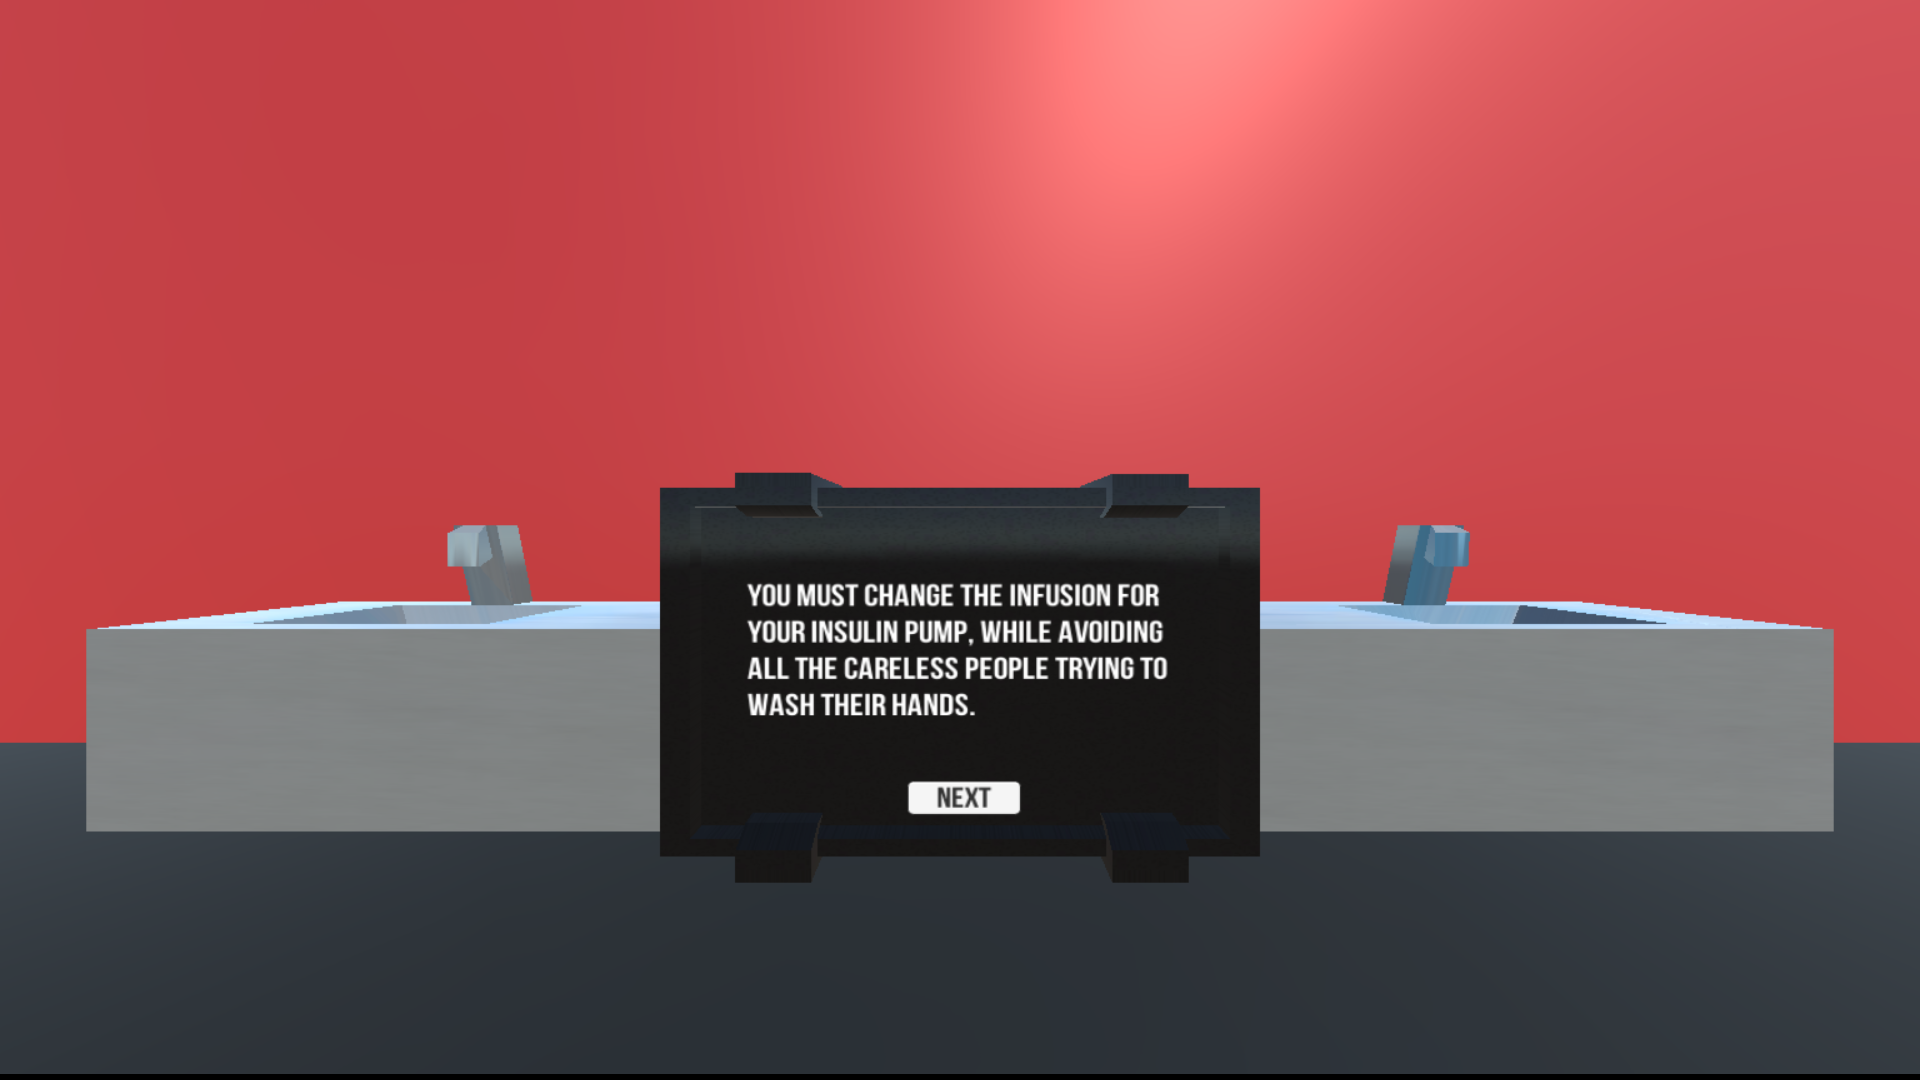 YOU MUST CHANGE THE INFUSION FOR
YOUR INSULIN PUMP, WHILE AVOIDING
ALL THE CARELESS PEOPLE TRYING TO
WASH THEIR HANDS.
NEXT